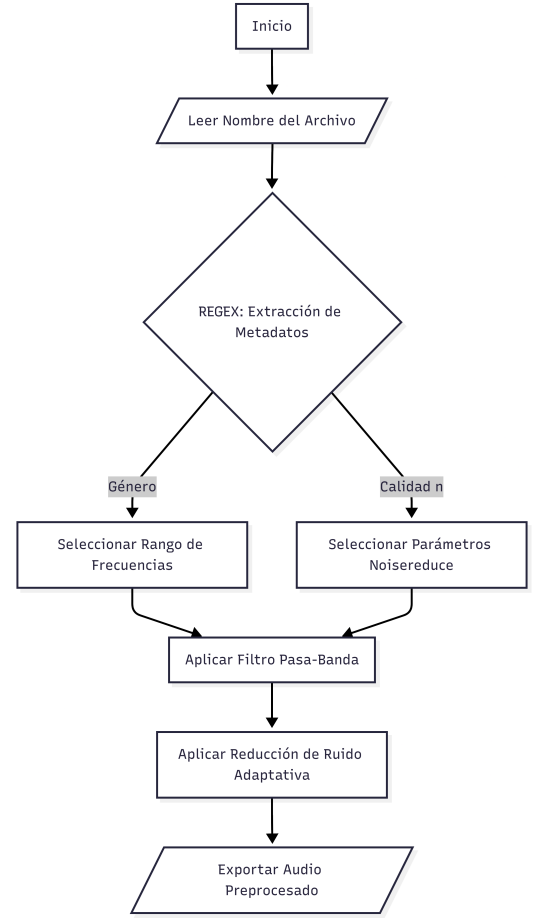 Inicio
Leer Nombre del Archivo
REGEX: Extracción de
Metadatos
Género
Calidad n
Seleccionar Rango de
Frecuencias
Seleccionar Parámetros
Noisereduce
Aplicar Filtro Pasa-Banda
Aplicar Reducción de Ruido
Adaptativa
Exportar Audio
Preprocesado